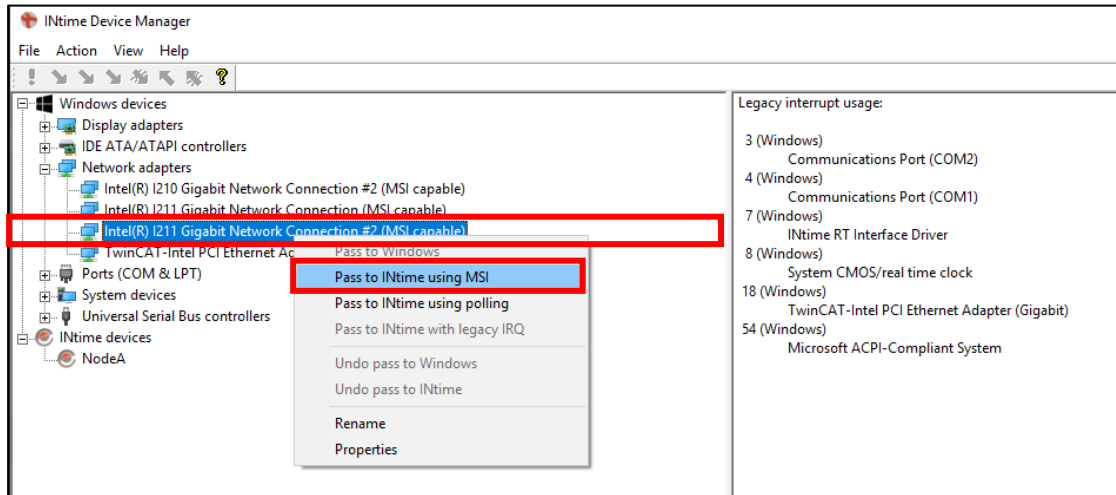 INtime Device Manager
File Action View Help
Windows devices
Display adapters
IDE ATA/ATAPI controllers
Network adapters
Intel(R) I210 Gigabit Network Connection #2 (MSI capable)
Intel(R) I211 Gigabit Network Connection (MSI capable)
Intel(R) I211 Gigabit Network Connection #2 (MSI capable)
TwinCAT-Intel PCI Ethernet Ad
Ports (COM & LPT)
System devices
Universal Serial Bus controllers
INtime devices
NodeA
Pass to Windows
Pass to INtime using MSI
Pass to INtime using polling
Pass to INtime with legacy IRQ
Undo pass to Windows
Undo pass to INtime
Rename
Properties
Legacy interrupt usage:
3 (Windows)
Communications Port (COM2)
4 (Windows)
Communications Port (COM1)
7 (Windows)
INtime RT Interface Driver
8 (Windows)
System CMOS/real time clock
18 (Windows)
TwinCAT-Intel PCI Ethernet Adapter (Gigabit)
54 (Windows)
Microsoft ACPI-Compliant System